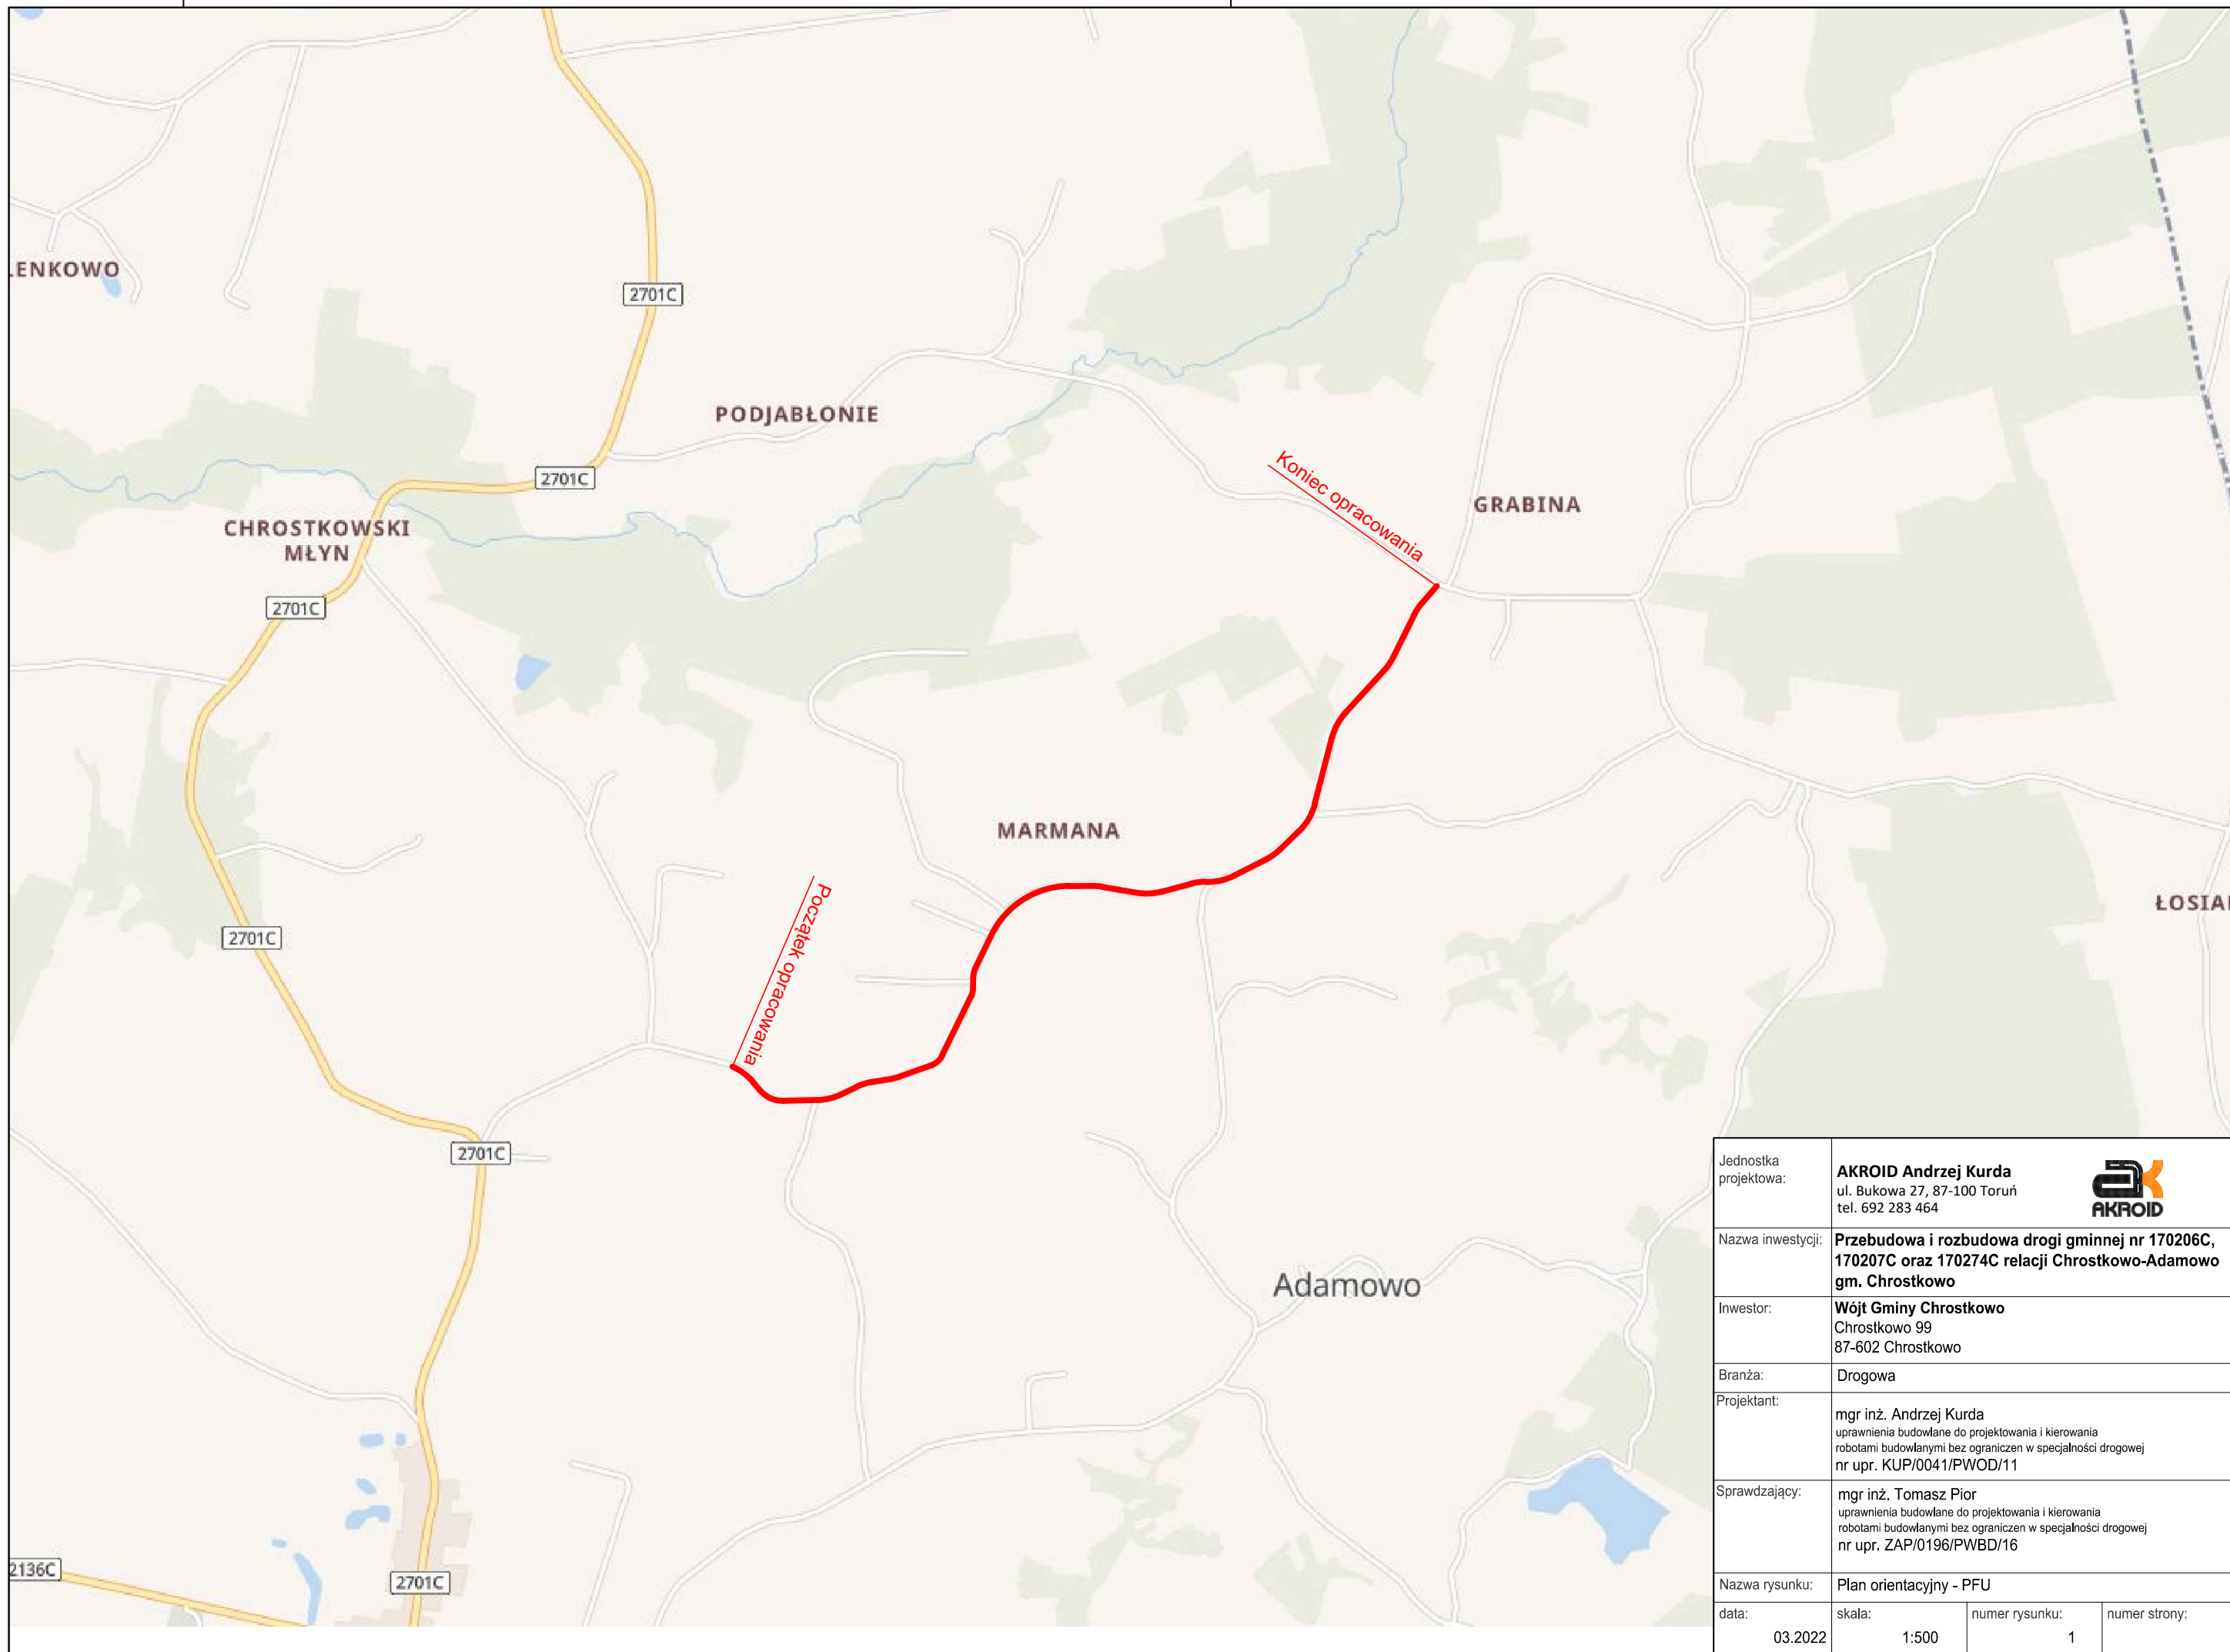 LENKOWO
2701C
PODJABŁONIE
2701C
CHROSTKOWSKI
MŁYN
2701C
Koniec opracowania
GRABINA
MARMANA
Początek opracowania
2701C
ŁOSIA
2701C
Adamowo
2136C
2701C
Jednostka
projektowa:
AKROID Andrzej Kurda
ul. Bukowa 27, 87-100 Toruń
tel. 692 283 464
AKROID
Nazwa inwestycji:
Przebudowa i rozbudowa drogi gminnej nr 170206C,
170207C oraz 170274C relacji Chrostkowo-Adamowo
gm. Chrostkowo
Inwestor:
Wójt Gminy Chrostkowo
Chrostkowo 99
87-602 Chrostkowo
Branża:
Drogowa
Projektant:
mgr inż. Andrzej Kurda
uprawnienia budowlane do projektowania i kierowania
robotami budowlanymi bez ograniczen w specjalności drogowej
nr upr. KUP/0041/PWOD/11
Sprawdzający:
mgr inż. Tomasz Pior
uprawnienia budowlane do projektowania i kierowania
robotami budowlanymi bez ograniczen w specjalności drogowej
nr upr. ZAP/0196/PWBD/16
Nazwa rysunku:
Plan orientacyjny - PFU
data:
03.2022
skala:
1:500
numer rysunku:
1
numer strony: